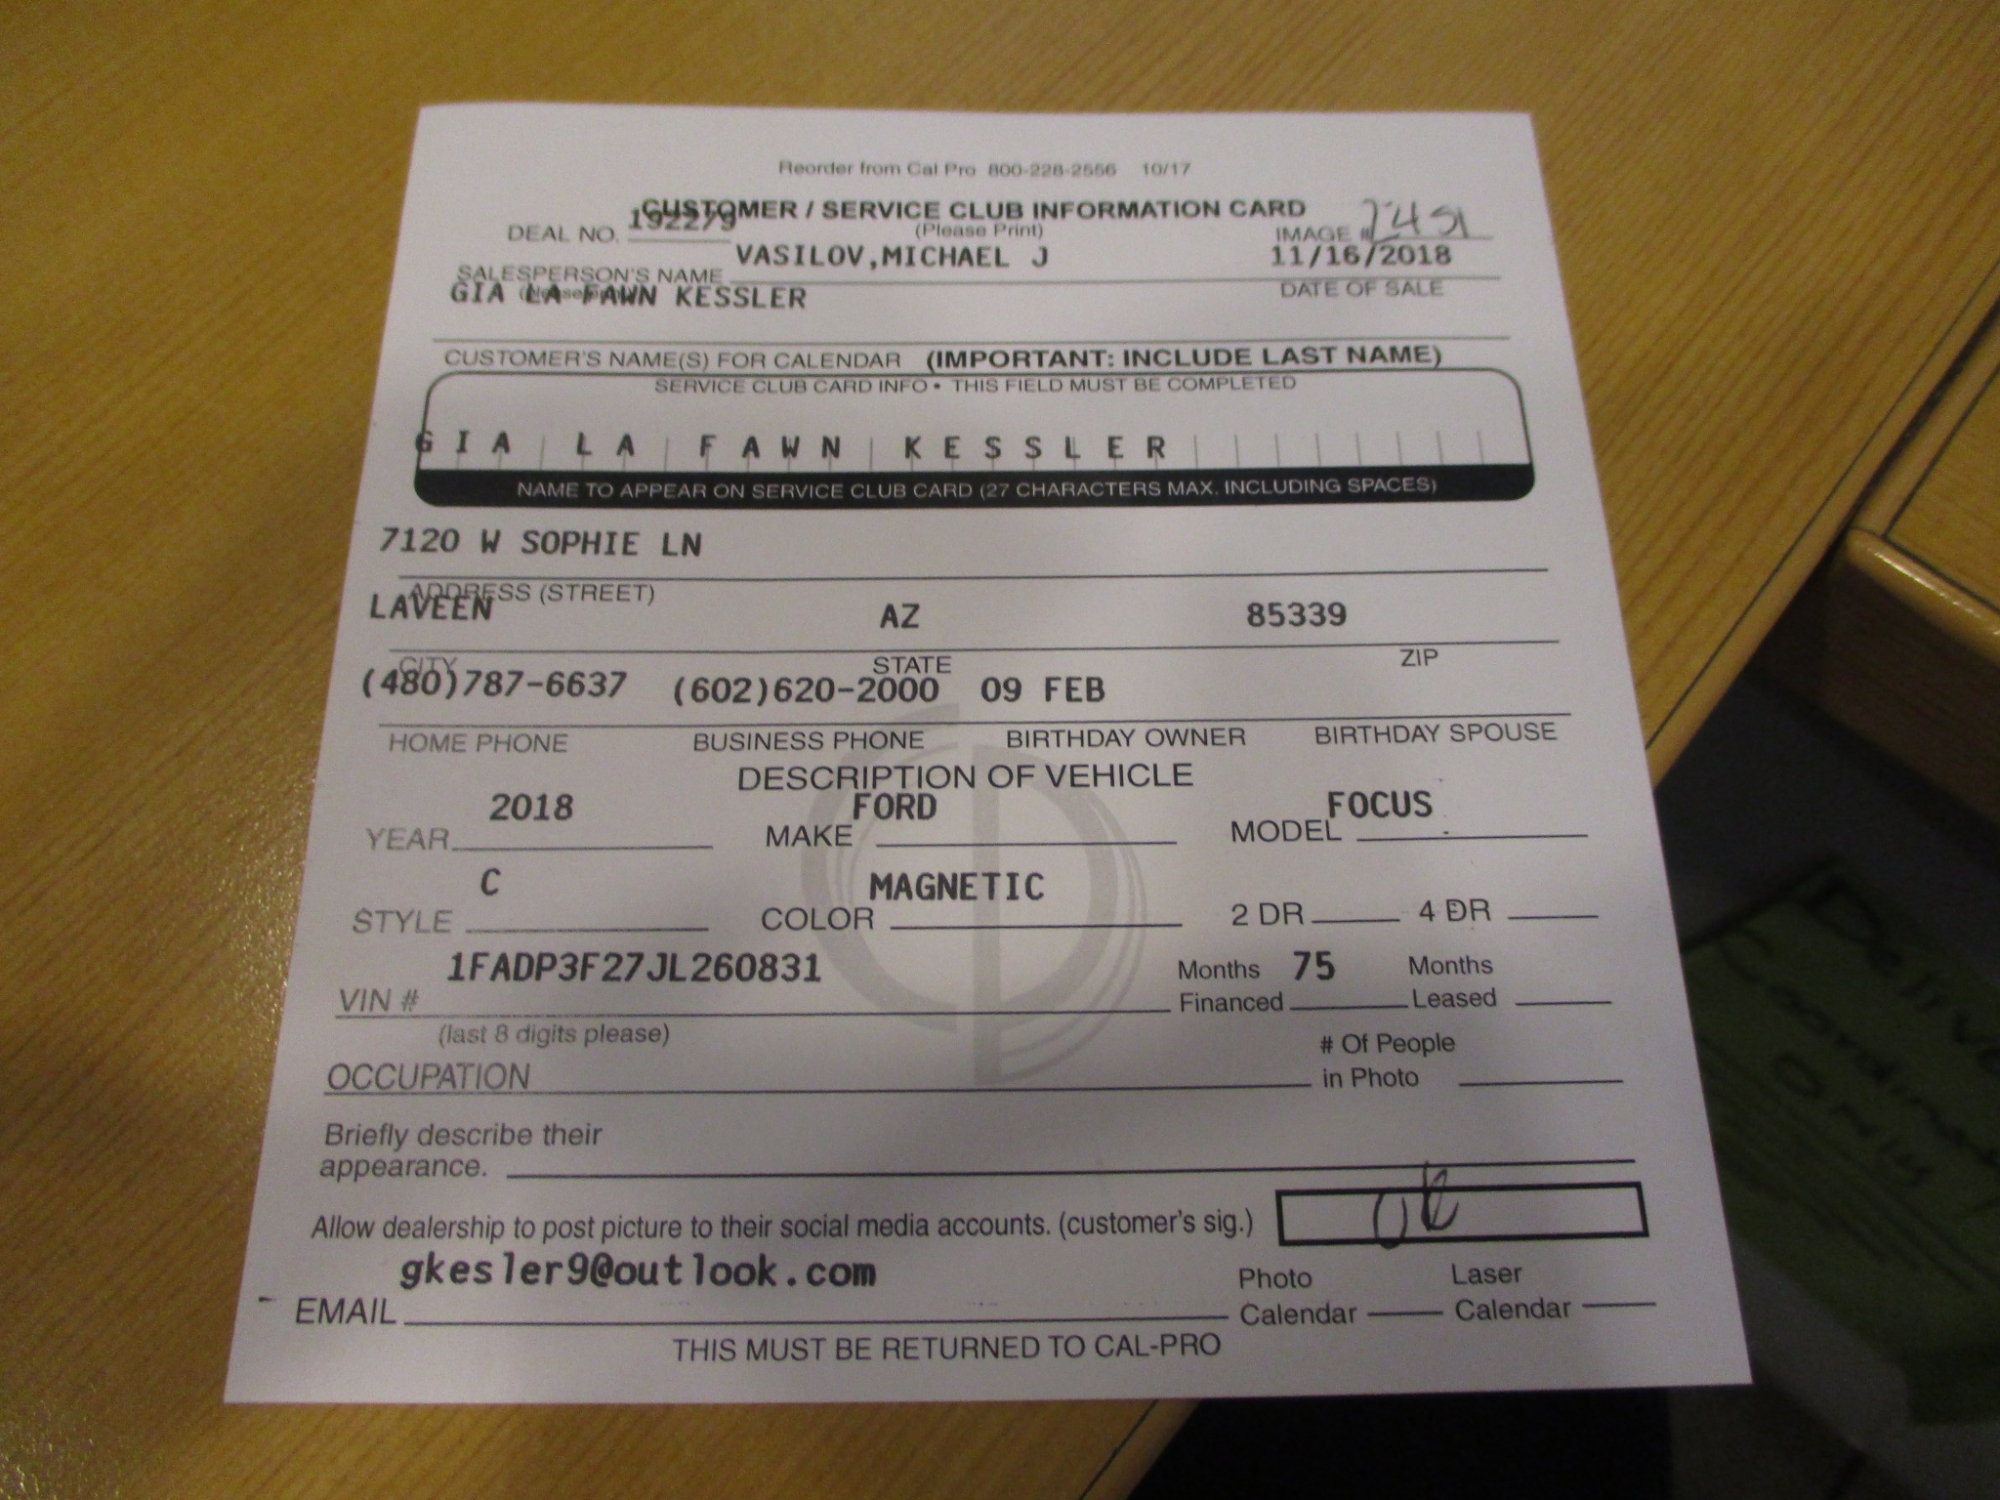 Reorder from Cal Pro 800-228-2556 10/17
CUSTOMER / SERVICE CLUB INFORMATION CARD
DEAL NO. 192279 (Please Print) IMAGE # 2451
VASILOV,MICHAEL J 11/16/2018
SALESPERSON'S NAME DATE OF SALE
GIA LA FAWN KESSLER
CUSTOMER'S NAME(S) FOR CALENDAR (IMPORTANT: INCLUDE LAST NAME)
SERVICE CLUB CARD INFO • THIS FIELD MUST BE COMPLETED
GIA LA FAWN KESSLER
NAME TO APPEAR ON SERVICE CLUB CARD (27 CHARACTERS MAX. INCLUDING SPACES)
7120 W SOPHIE LN
ADDRESS (STREET)
LAVEEN AZ 85339
CITY STATE ZIP
(480)787-6637 (602)620-2000 09 FEB
HOME PHONE BUSINESS PHONE BIRTHDAY OWNER BIRTHDAY SPOUSE
DESCRIPTION OF VEHICLE
2018 FORD FOCUS
YEAR MAKE MODEL
C MAGNETIC
STYLE COLOR 2 DR 4 DR
1FADP3F27JL260831 Months 75 Months
VIN # Financed Leased
(last 8 digits please) # Of People
OCCUPATION in Photo
Briefly describe their
appearance.
Allow dealership to post picture to their social media accounts. (customer's sig.)
gkesler9@outlook.com Photo Laser
EMAIL Calendar Calendar
THIS MUST BE RETURNED TO CAL-PRO
Only